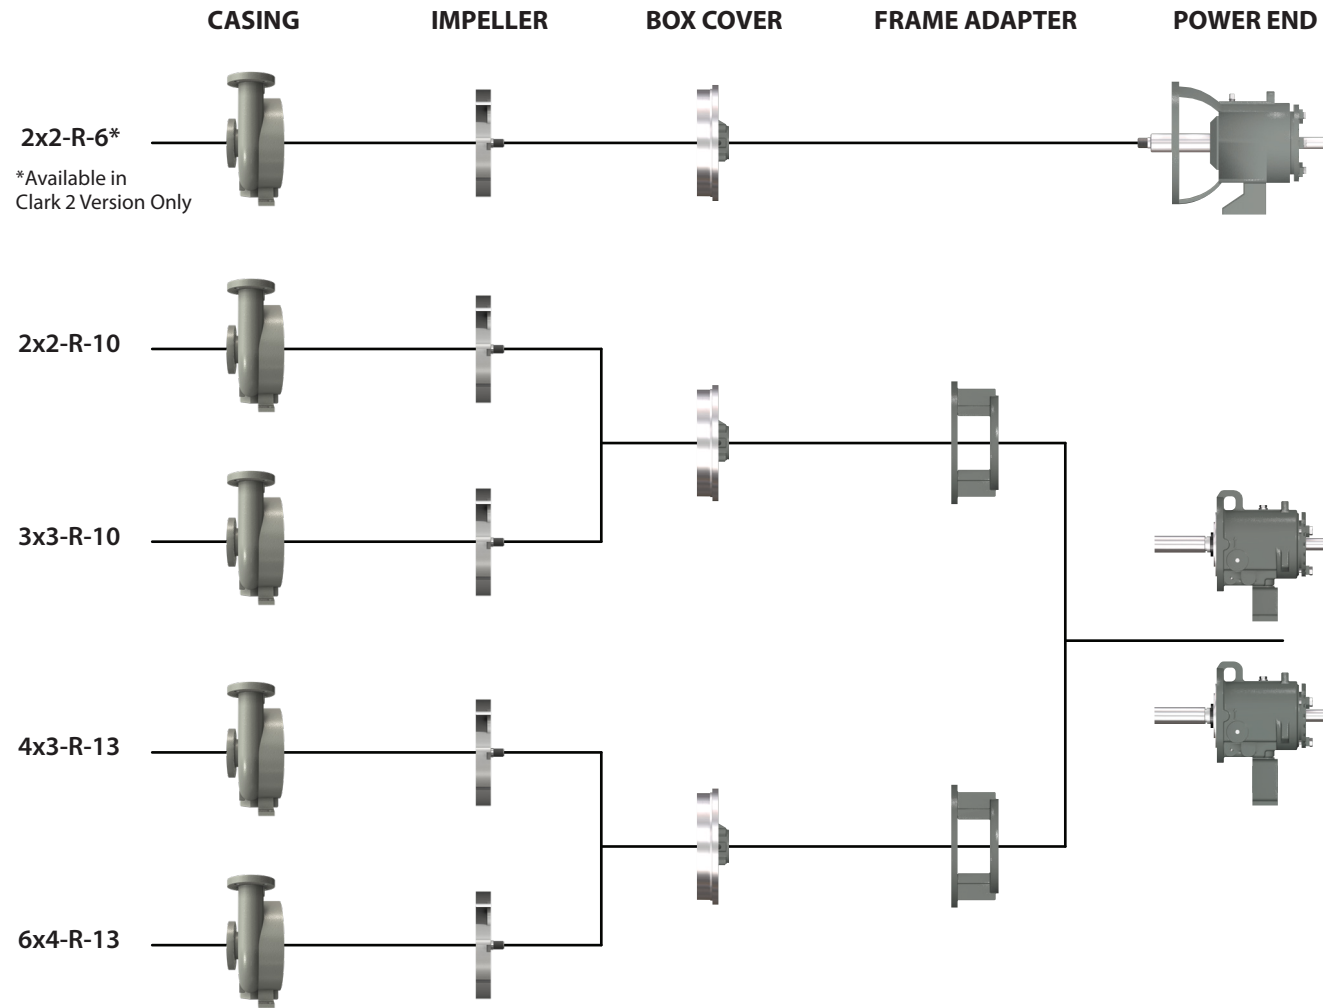 CASING IMPELLER BOX COVER FRAME ADAPTER POWER END
2x2-R-6*
*Available in
Clark 2 Version Only
2x2-R-10
3x3-R-10
4x3-R-13
6x4-R-13